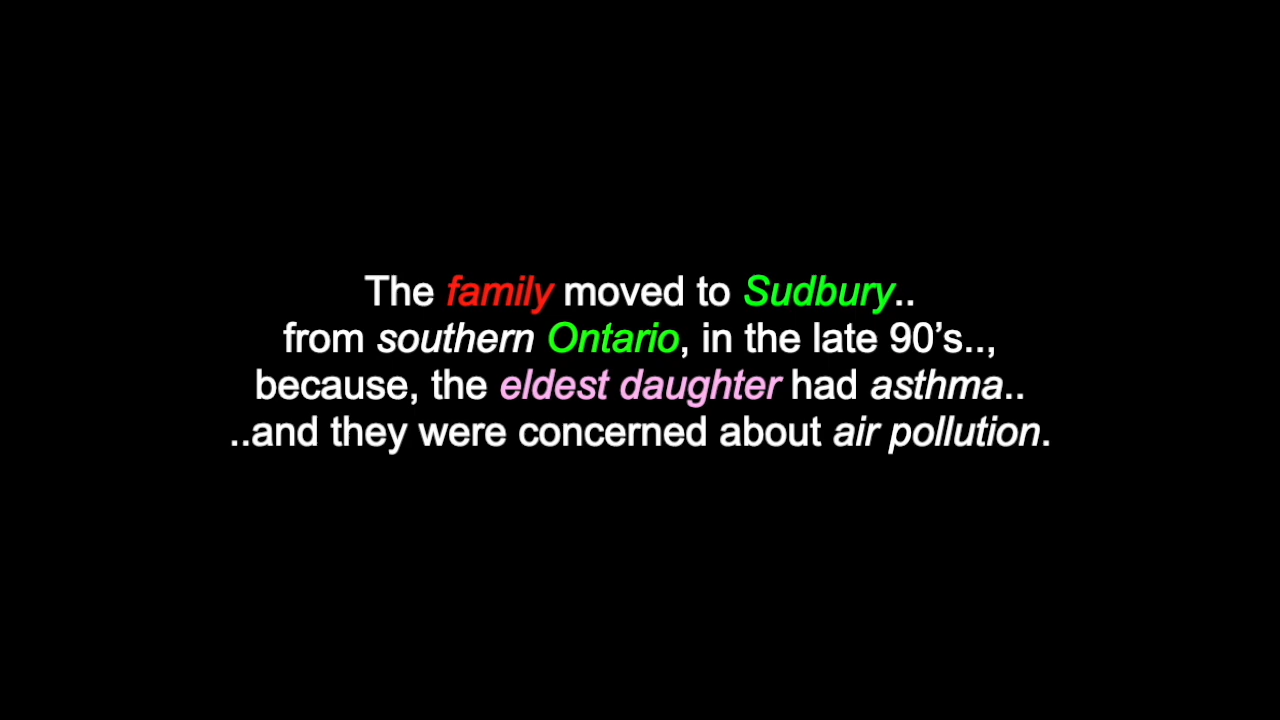 The family moved to Sudbury..
from southern Ontario, in the late 90’s..,
because, the eldest daughter had asthma..
..and they were concerned about air pollution.